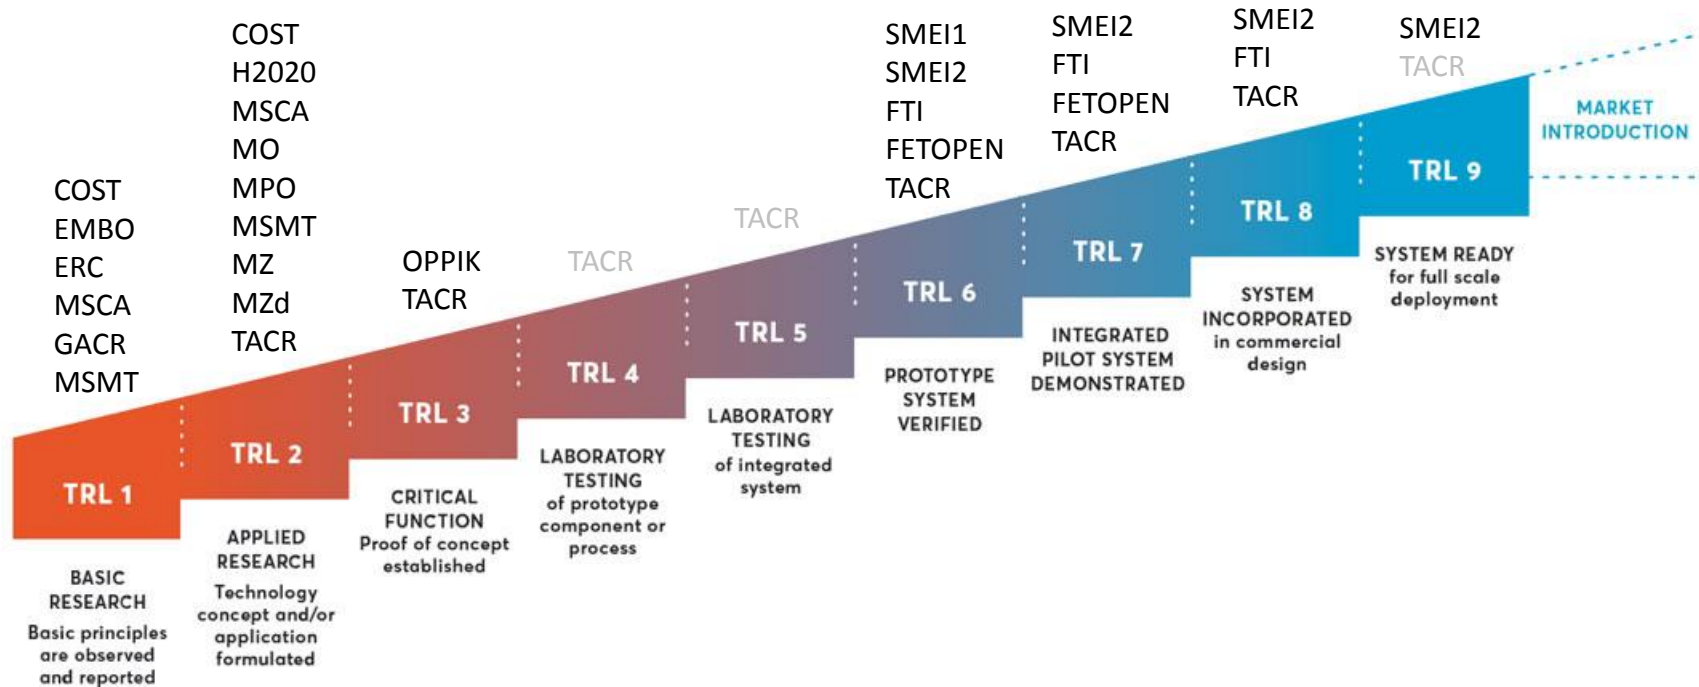 COST
EMBO
ERC
MSCA
GACR
MSMT
TRL 1
BASIC
RESEARCH
Basic principles
are observed
and reported
COST
H2020
MSCA
MO
MPO
MSMT
MZ
MZd
TACR
TRL 2
APPLIED
RESEARCH
Technology
concept and/or
application
formulated
OPPIK
TACR
TRL 3
CRITICAL
FUNCTION
Proof of concept
established
TACR
TRL 4
LABORATORY
TESTING
of prototype
component or
process
TACR
TRL 5
LABORATORY
TESTING
of integrated
system
SMEI1
SMEI2
FTI
FETOPEN
TACR
TRL 6
PROTOTYPE
SYSTEM
VERIFIED
SMEI2
FTI
FETOPEN
TACR
TRL 7
INTEGRATED
PILOT SYSTEM
DEMONSTRATED
SMEI2
FTI
TACR
TRL 8
SYSTEM
INCORPORATED
in commercial
design
SMEI2
TACR
TRL 9
SYSTEM READY
for full scale
deployment
MARKET
INTRODUCTION